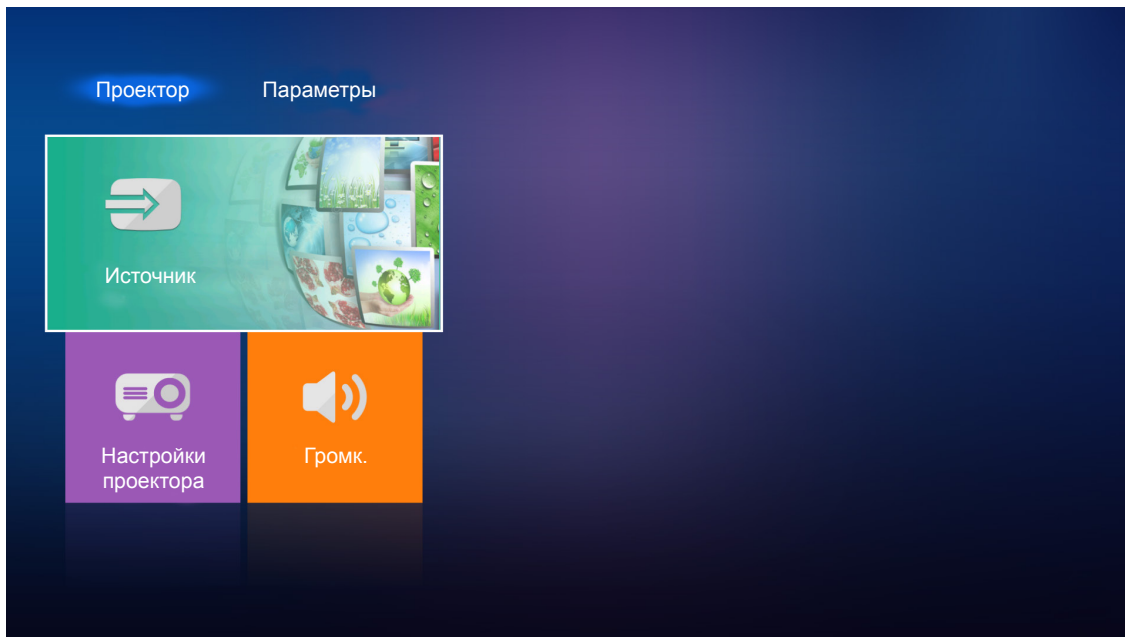 Проектор Параметры
Источник
Настройки
проектора
Громк.